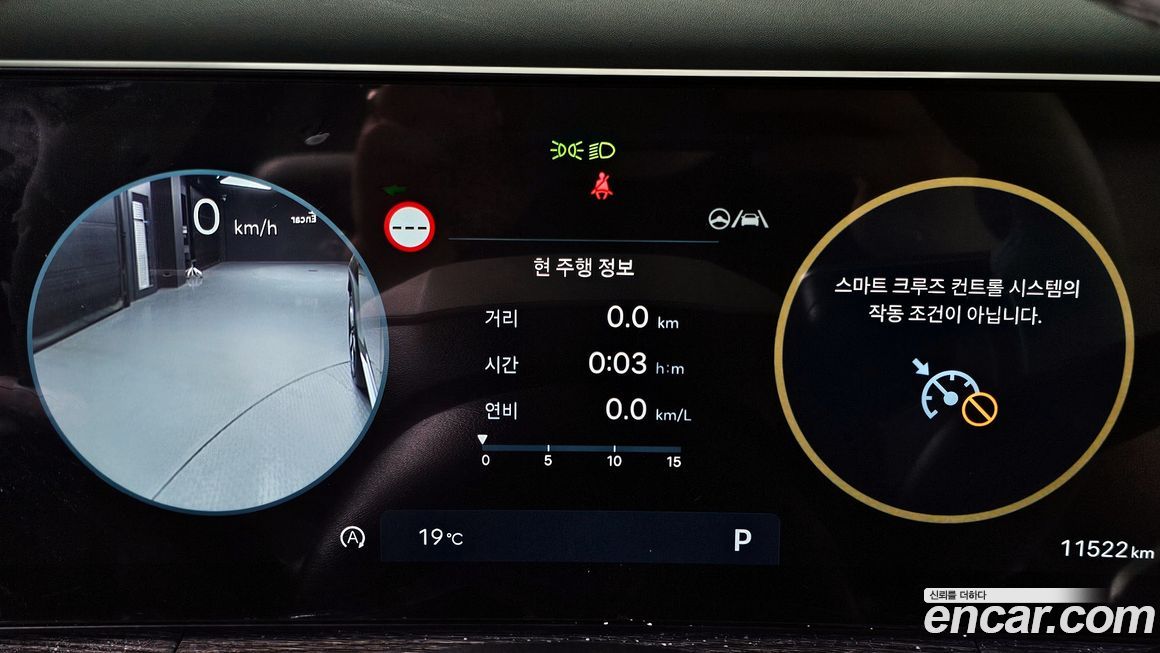 0 km/h
Encar
---
현 주행 정보
거리 0.0 km
시간 0:03 h:m
연비 0.0 km/L
0 5 10 15
스마트 크루즈 컨트롤 시스템의
작동 조건이 아닙니다.
A 19°C P
11522 km
신뢰를 더하다
encar.com